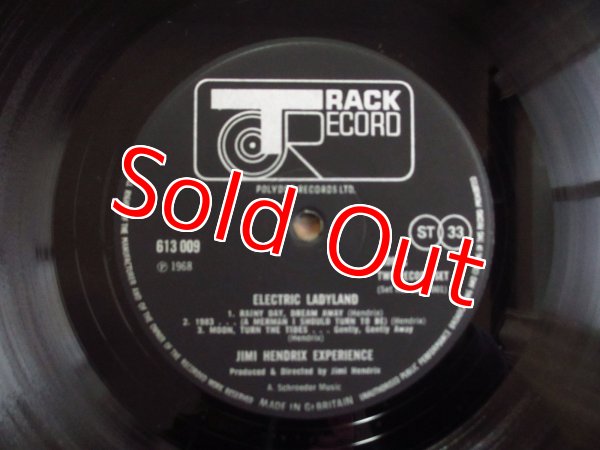 TRACK
RECORD
POLYDOR RECORDS LTD.
Sold Out
613 009
℗ 1968
ST 33
ELECTRIC LADYLAND
1. RAINY DAY, DREAM AWAY (Hendrix)
2. 1983 . . . (A MERMAN I SHOULD TURN TO BE) (Hendrix)
3. MOON, TURN THE TIDES . . . Gently, Gently Away
(Hendrix)
JIMI HENDRIX EXPERIENCE
Produced & Directed by Jimi Hendrix
A. Schroeder Music
MADE IN G<small>T</small> BRITAIN